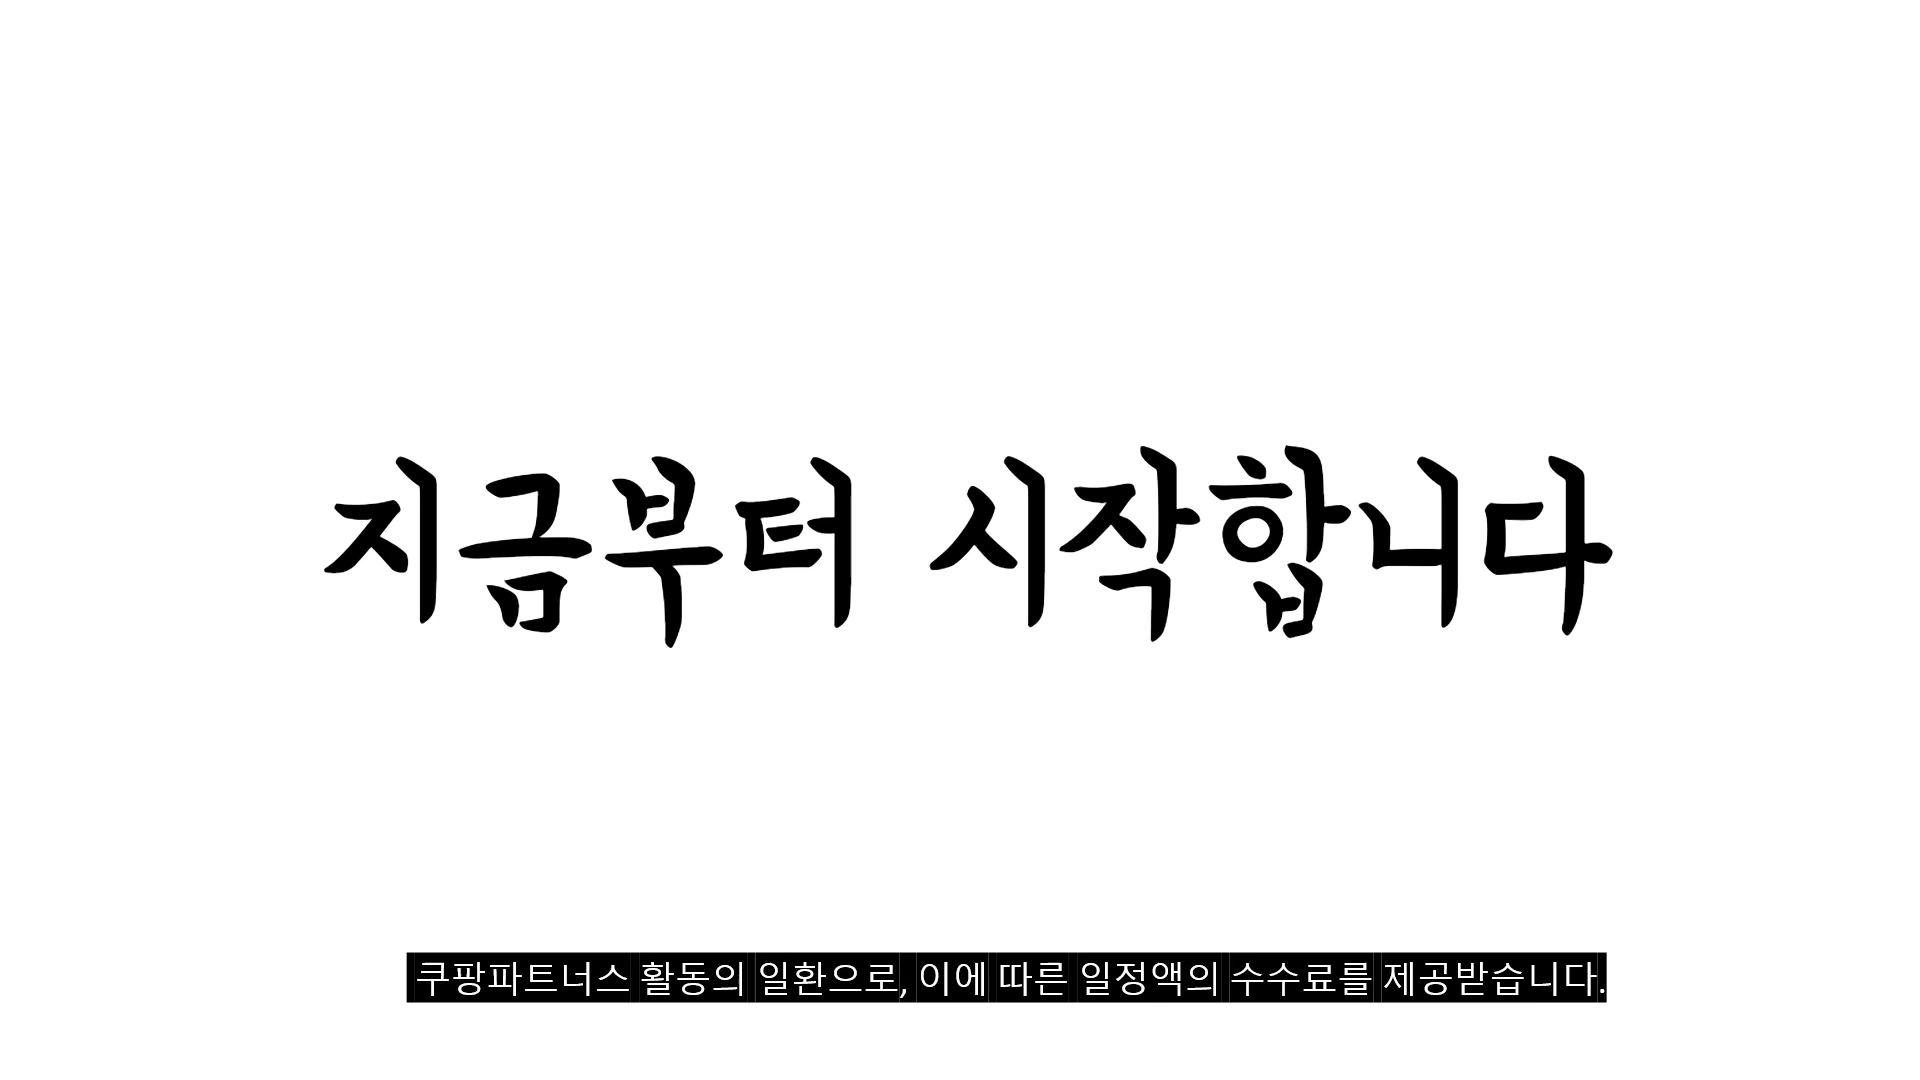 지금부터 시작합니다
쿠팡파트너스 활동의 일환으로, 이에 따른 일정액의 수수료를 제공받습니다.